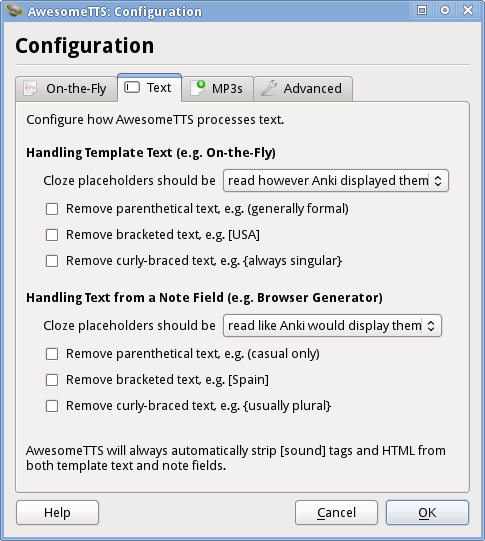 AwesomeTTS: Configuration
Configuration
On-the-Fly Text MP3s Advanced
Configure how AwesomeTTS processes text.
Handling Template Text (e.g. On-the-Fly)
Cloze placeholders should be read however Anki displayed them
Remove parenthetical text, e.g. (generally formal)
Remove bracketed text, e.g. [USA]
Remove curly-braced text, e.g. {always singular}
Handling Text from a Note Field (e.g. Browser Generator)
Cloze placeholders should be read like Anki would display them
Remove parenthetical text, e.g. (casual only)
Remove bracketed text, e.g. [Spain]
Remove curly-braced text, e.g. {usually plural}
AwesomeTTS will always automatically strip [sound] tags and HTML from
both template text and note fields.
Help Cancel OK